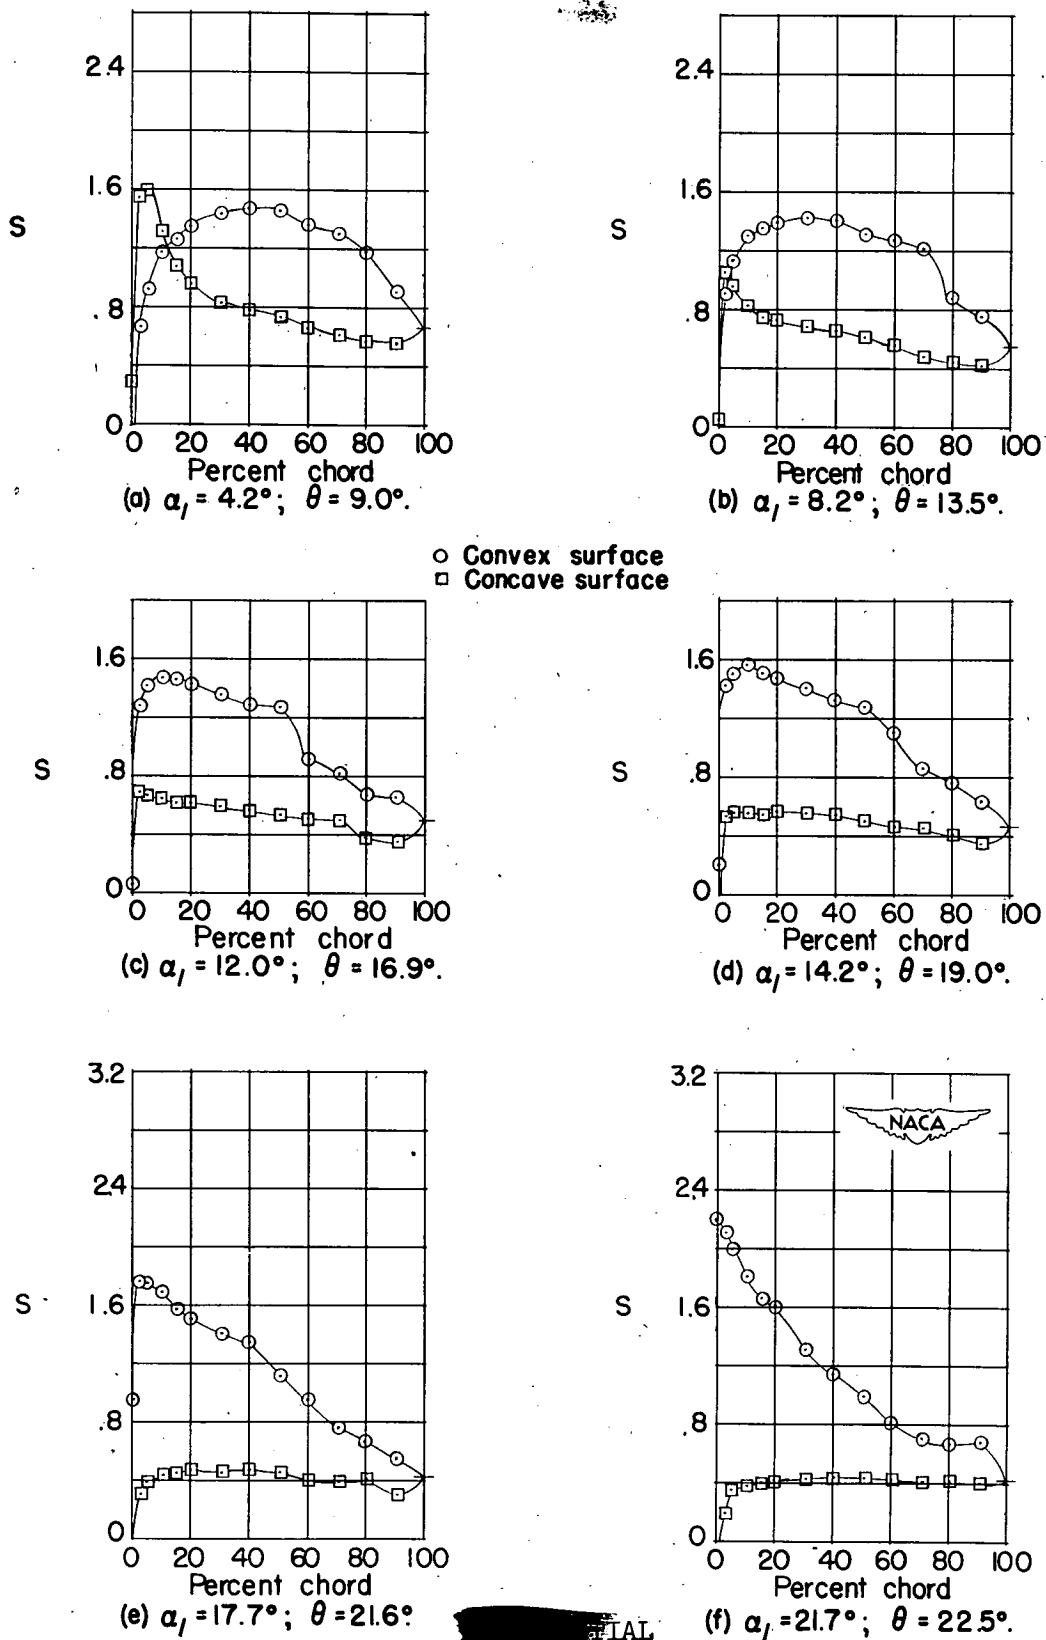 2.4
1.6
S
.8
0
0 20 40 60 80 100
Percent chord
(a) α₁ = 4.2°; θ = 9.0°.
2.4
1.6
S
.8
0
0 20 40 60 80 100
Percent chord
(b) α₁ = 8.2°; θ = 13.5°.
Convex surface
Concave surface
1.6
S
.8
0
0 20 40 60 80 100
Percent chord
(c) α₁ = 12.0°; θ = 16.9°.
1.6
S
.8
0
0 20 40 60 80 100
Percent chord
(d) α₁ = 14.2°; θ = 19.0°.
3.2
2.4
1.6
S
.8
0
0 20 40 60 80 100
Percent chord
(e) α₁ = 17.7°; θ = 21.6°
3.2
NACA
2.4
1.6
S
.8
0
0 20 40 60 80 100
Percent chord
(f) α₁ = 21.7°; θ = 22.5°.